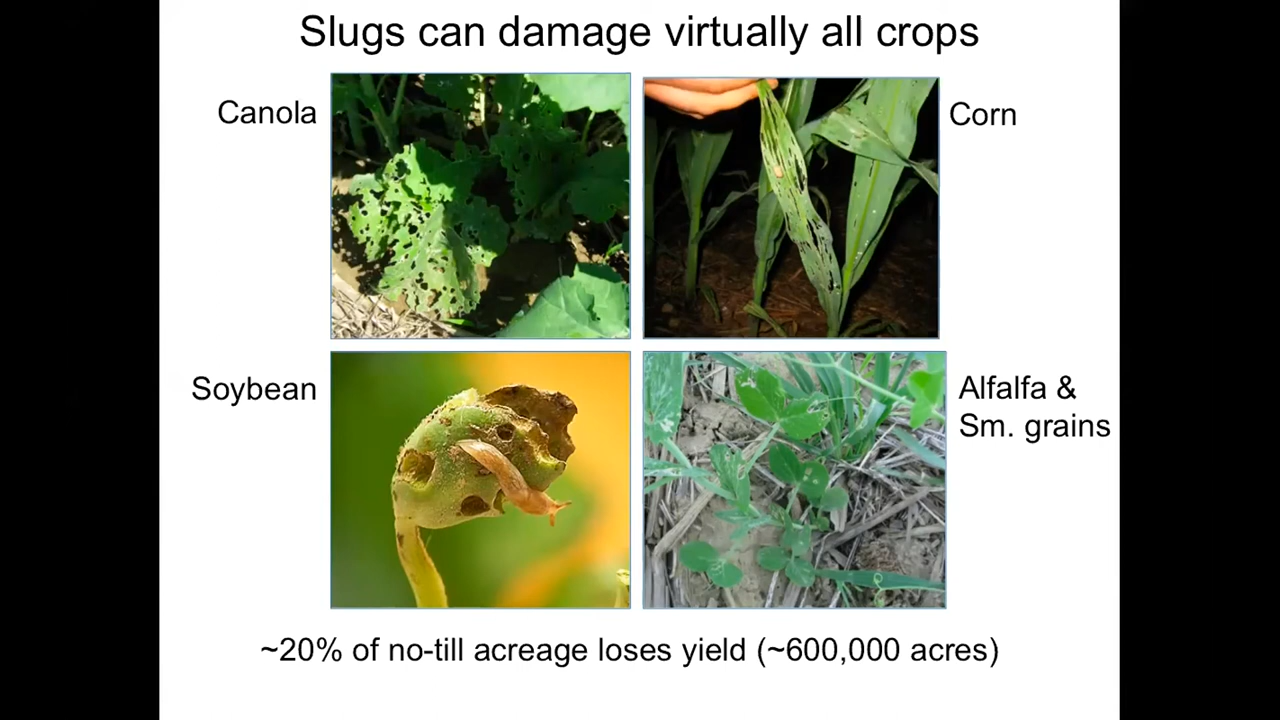 Slugs can damage virtually all crops
Canola
Corn
Soybean
Alfalfa &
Sm. grains
~20% of no-till acreage loses yield (~600,000 acres)